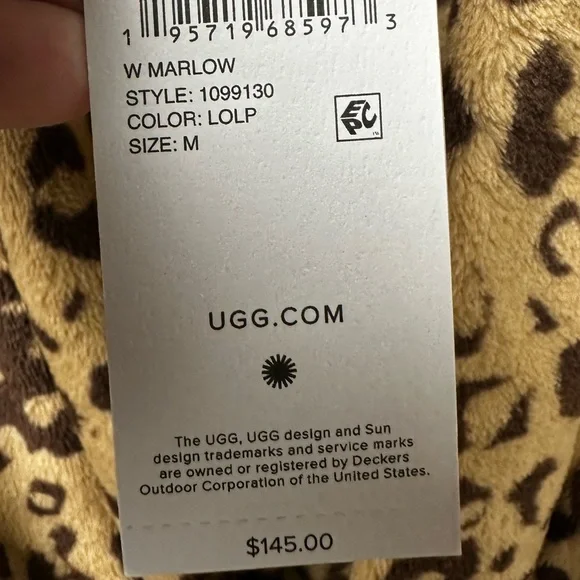 1 95719 68597 3
W MARLOW
STYLE: 1099130
COLOR: LOLP
SIZE: M
EPC
UGG.COM
The UGG, UGG design and Sun
design trademarks and service marks
are owned or registered by Deckers
Outdoor Corporation of the United States.
$145.00